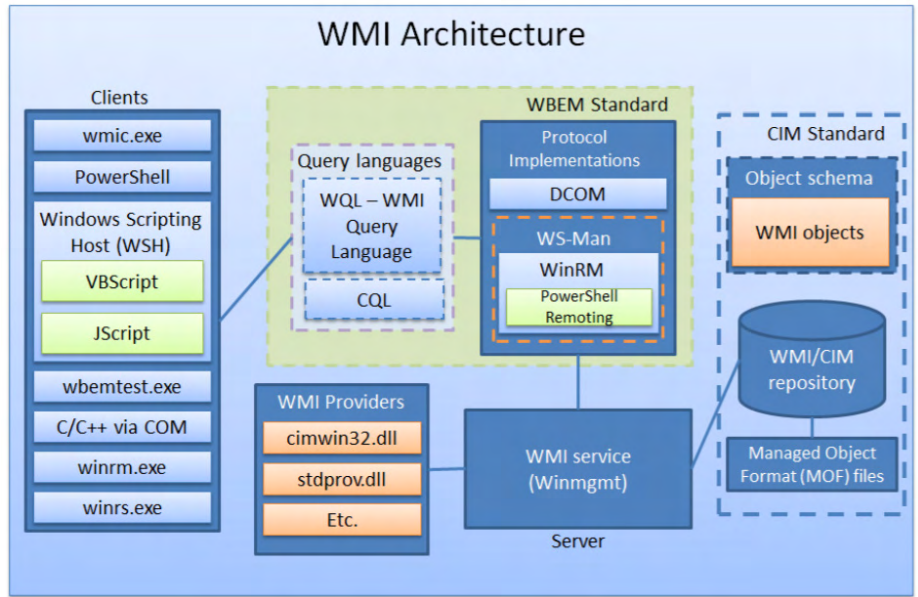 WMI Architecture
Clients
wmic.exe
PowerShell
Windows Scripting
Host (WSH)
VBScript
JScript
wbemtest.exe
C/C++ via COM
winrm.exe
winrs.exe
WBEM Standard
Query languages
WQL – WMI
Query
Language
CQL
Protocol
Implementations
DCOM
WS-Man
WinRM
PowerShell
Remoting
CIM Standard
Object schema
WMI objects
WMI/CIM
repository
Managed Object
Format (MOF) files
WMI Providers
cimwin32.dll
stdprov.dll
Etc.
WMI service
(Winmgmt)
Server